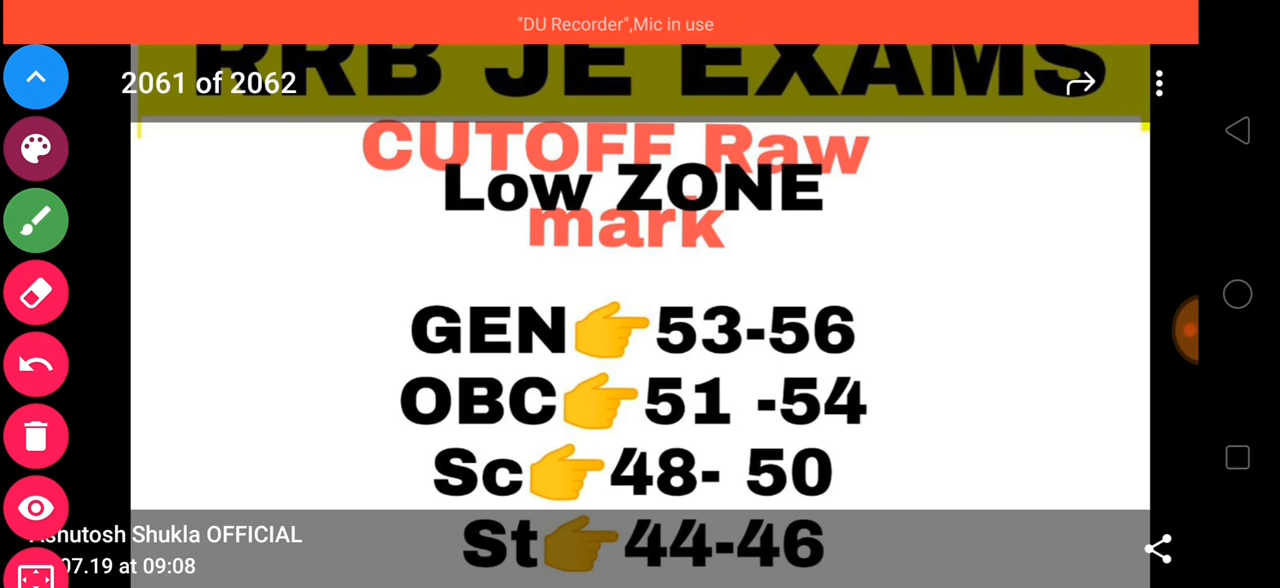 "DU Recorder",Mic in use
RRB JE EXAMS
2061 of 2062
CUTOFF Raw
Low ZONE
mark
GEN👉53-56
OBC👉51 -54
Sc👉48- 50
St👉44-46
shutosh Shukla OFFICIAL
07.19 at 09:08